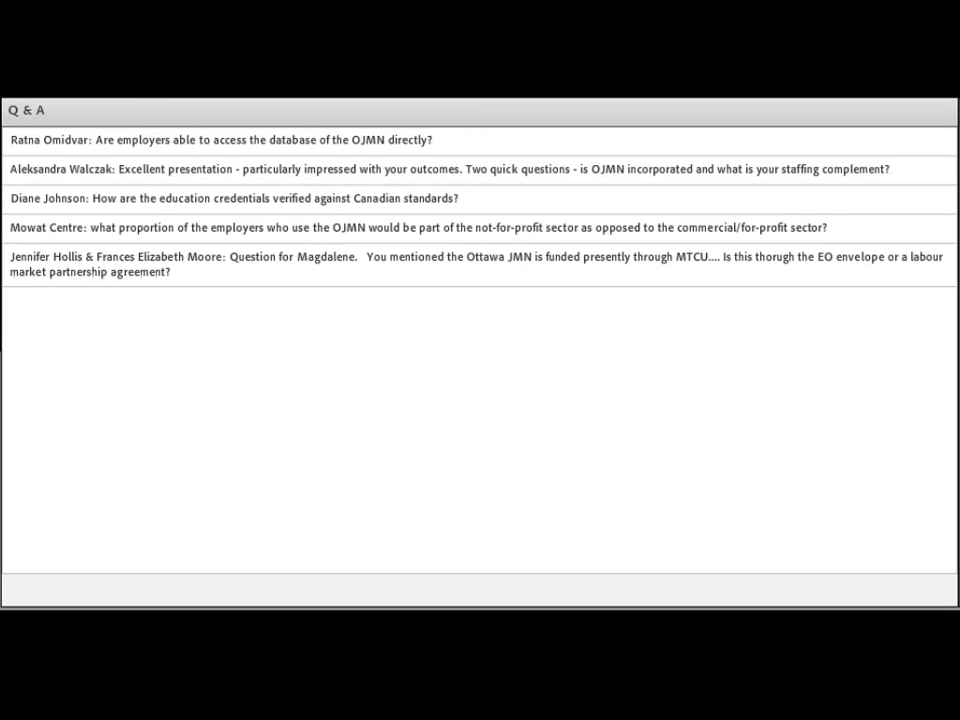 Q & A
Ratna Omidvar: Are employers able to access the database of the OJMN directly?
Aleksandra Walczak: Excellent presentation - particularly impressed with your outcomes. Two quick questions - is OJMN incorporated and what is your staffing complement?
Diane Johnson: How are the education credentials verified against Canadian standards?
Mowat Centre: what proportion of the employers who use the OJMN would be part of the not-for-profit sector as opposed to the commercial/for-profit sector?
Jennifer Hollis & Frances Elizabeth Moore: Question for Magdalene.   You mentioned the Ottawa JMN is funded presently through MTCU.... Is this thorugh the EO envelope or a labour
market partnership agreement?